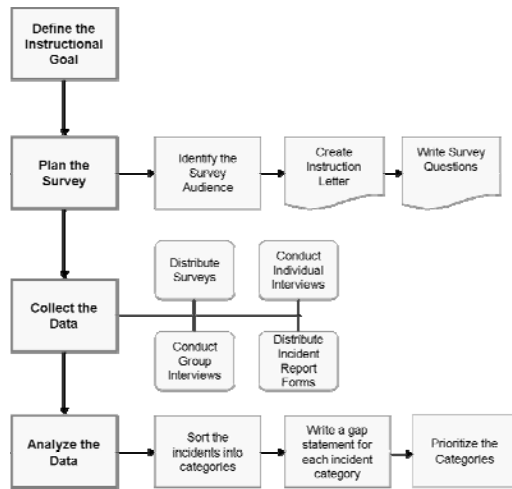 Define the
Instructional
Goal
Plan the
Survey
Identify the
Survey
Audience
Create
Instruction
Letter
Write Survey
Questions
Collect the
Data
Distribute
Surveys
Conduct
Individual
Interviews
Conduct
Group
Interviews
Distribute
Incident
Report
Forms
Analyze the
Data
Sort the
incidents into
categories
Write a gap
statement for
each incident
category
Prioritize the
Categories